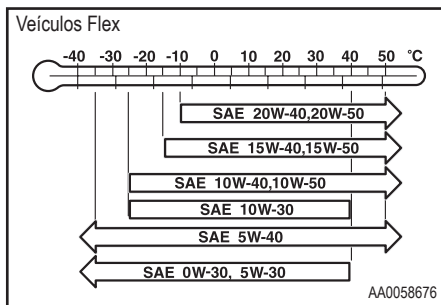 Veículos Flex
-40 -30 -20 -10 0 10 20 30 40 50 °C
SAE 20W-40,20W-50
SAE 15W-40,15W-50
SAE 10W-40,10W-50
SAE 10W-30
SAE 5W-40
SAE 0W-30, 5W-30
AA0058676